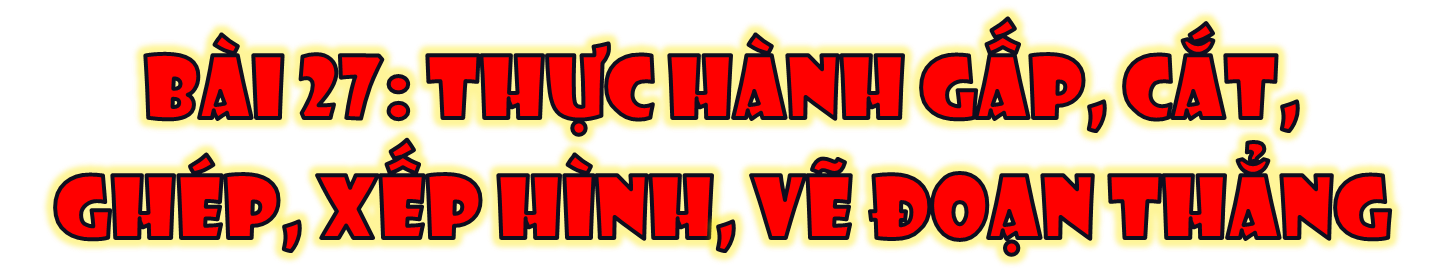 BÀI 27: THỰC HÀNH GẤP, CẮT,
GHÉP, XẾP HÌNH, VẼ ĐOẠN THẲNG